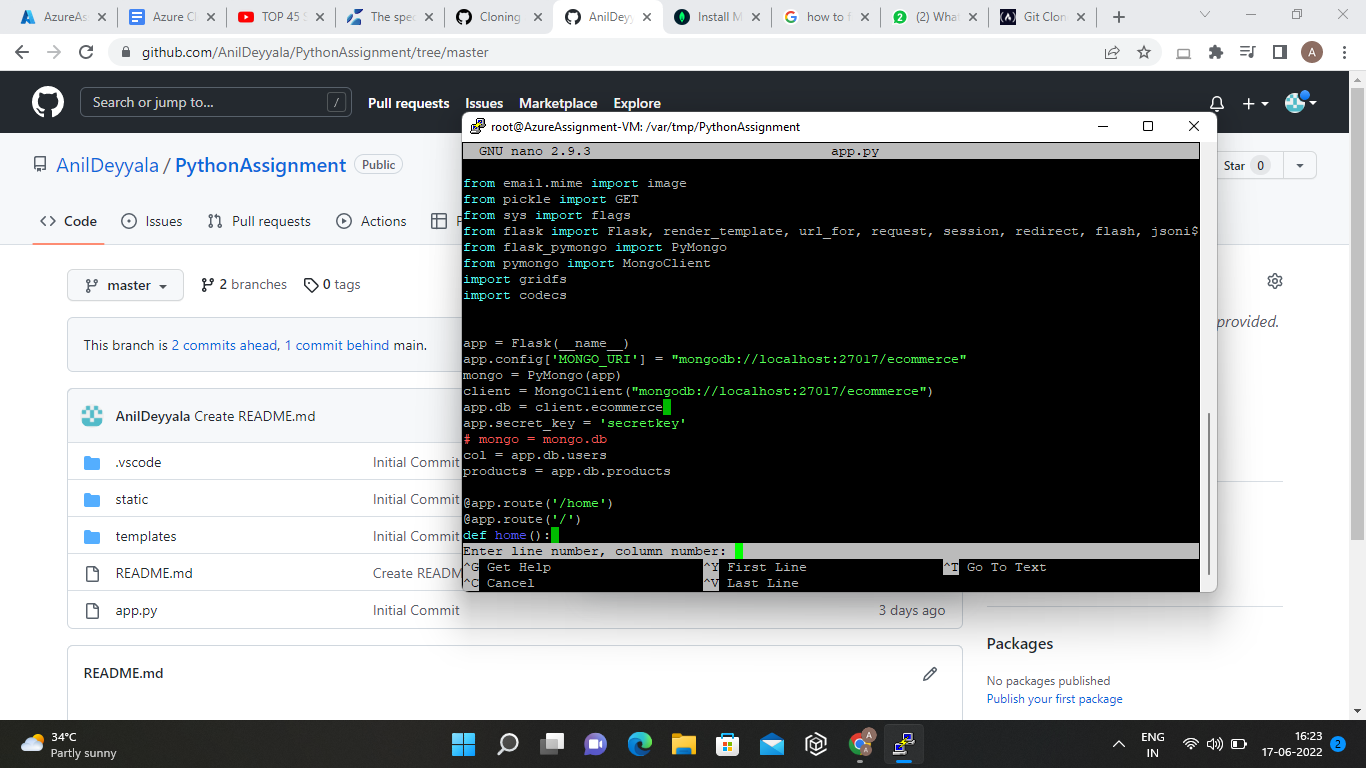 AzureAss
Azure Cl
TOP 45 S
The spec
Cloning
AnilDeyy
Install M
how to f
(2) What
Git Clon
github.com/AnilDeyyala/PythonAssignment/tree/master
A
Search or jump to...
/
Pull requests
Issues
Marketplace
Explore
AnilDeyyala / PythonAssignment
Public
Star 0
Code
Issues
Pull requests
Actions
master
2 branches
0 tags
provided.
This branch is 2 commits ahead, 1 commit behind main.
AnilDeyyala Create README.md
.vscode
Initial Commit
static
Initial Commit
templates
Initial Commit
README.md
Create READM
app.py
Initial Commit
3 days ago
README.md
Packages
No packages published
Publish your first package
root@AzureAssignment-VM: /var/tmp/PythonAssignment
GNU nano 2.9.3 app.py
from email.mime import image
from pickle import GET
from sys import flags
from flask import Flask, render_template, url_for, request, session, redirect, flash, jsoni$
from flask_pymongo import PyMongo
from pymongo import MongoClient
import gridfs
import codecs
app = Flask(__name__)
app.config['MONGO_URI'] = "mongodb://localhost:27017/ecommerce"
mongo = PyMongo(app)
client = MongoClient("mongodb://localhost:27017/ecommerce")
app.db = client.ecommerce
app.secret_key = 'secretkey'
# mongo = mongo.db
col = app.db.users
products = app.db.products
@app.route('/home')
@app.route('/')
def home():
Enter line number, column number:
^G Get Help ^Y First Line ^T Go To Text
^C Cancel ^V Last Line
34°C
Partly sunny
ENG
IN
16:23
17-06-2022
2